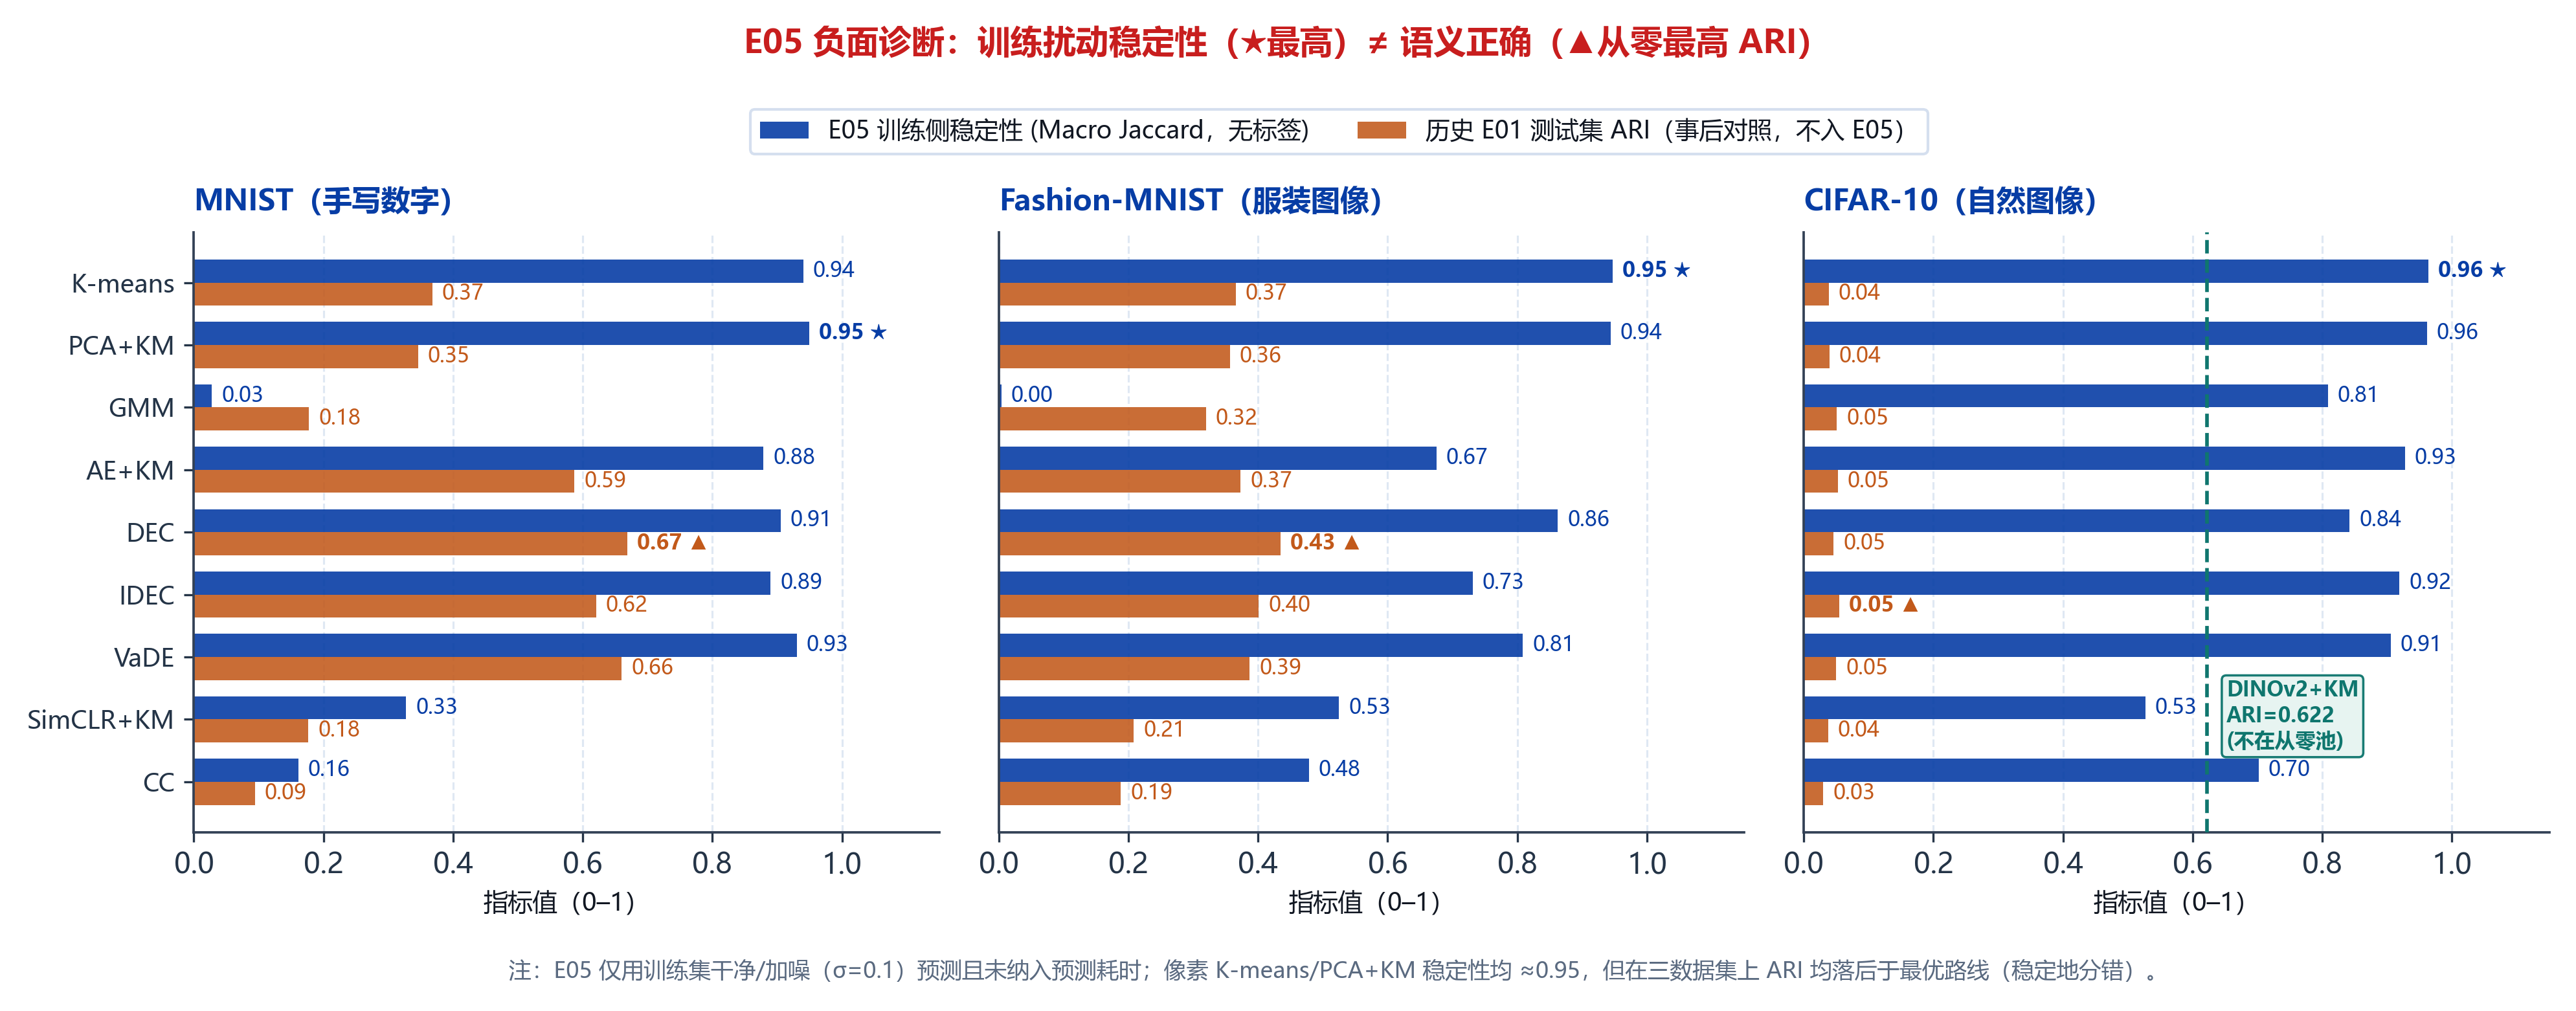 E05 负面诊断：训练扰动稳定性（★最高）≠ 语义正确（▲从零最高 ARI）
E05 训练侧稳定性 (Macro Jaccard，无标签)
历史 E01 测试集 ARI（事后对照，不入 E05）
MNIST（手写数字）
K-means
0.94
0.37
PCA+KM
0.95 ★
0.35
GMM
0.03
0.18
AE+KM
0.88
0.59
DEC
0.91
0.67 ▲
IDEC
0.89
0.62
VaDE
0.93
0.66
SimCLR+KM
0.33
0.18
CC
0.16
0.09
0.0 0.2 0.4 0.6 0.8 1.0
指标值（0–1）
Fashion-MNIST（服装图像）
0.95 ★
0.37
0.94
0.36
0.00
0.32
0.67
0.37
0.86
0.43 ▲
0.73
0.40
0.81
0.39
0.53
0.21
0.48
0.19
0.0 0.2 0.4 0.6 0.8 1.0
指标值（0–1）
CIFAR-10（自然图像）
0.96 ★
0.04
0.96
0.04
0.81
0.05
0.93
0.05
0.84
0.05
0.92
0.05 ▲
0.91
0.05
DINOv2+KM
ARI=0.622
(不在从零池)
0.53
0.04
0.70
0.03
0.0 0.2 0.4 0.6 0.8 1.0
指标值（0–1）
注：E05 仅用训练集干净/加噪（σ=0.1）预测且未纳入预测耗时；像素 K-means/PCA+KM 稳定性均 ≈0.95，但在三数据集上 ARI 均落后于最优路线（稳定地分错）。